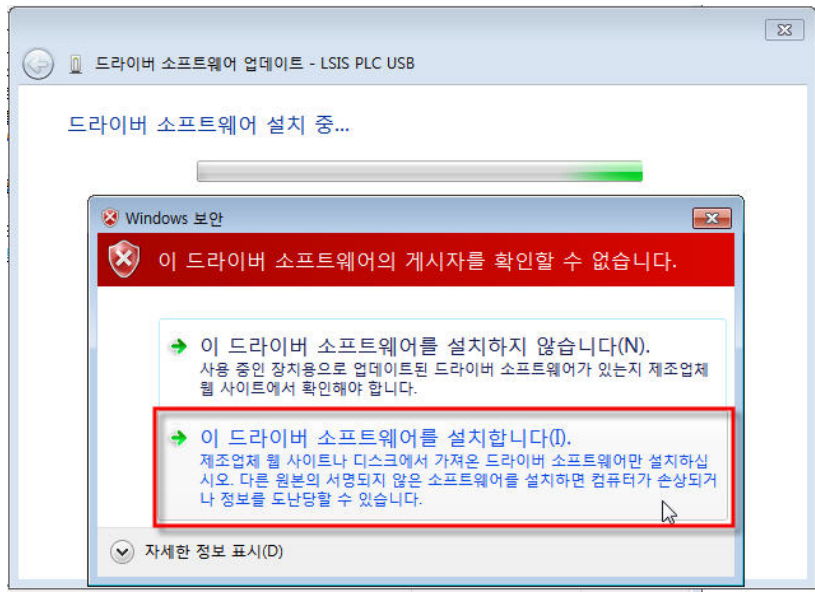 드라이버 소프트웨어 업데이트 - LSIS PLC USB
드라이버 소프트웨어 설치 중...
Windows 보안
이 드라이버 소프트웨어의 게시자를 확인할 수 없습니다.
이 드라이버 소프트웨어를 설치하지 않습니다(N).
사용 중인 장치용으로 업데이트된 드라이버 소프트웨어가 있는지 제조업체
웹 사이트에서 확인해야 합니다.
이 드라이버 소프트웨어를 설치합니다(I).
제조업체 웹 사이트나 디스크에서 가져온 드라이버 소프트웨어만 설치하십
시오. 다른 원본의 서명되지 않은 소프트웨어를 설치하면 컴퓨터가 손상되거
나 정보를 도난당할 수 있습니다.
자세한 정보 표시(D)